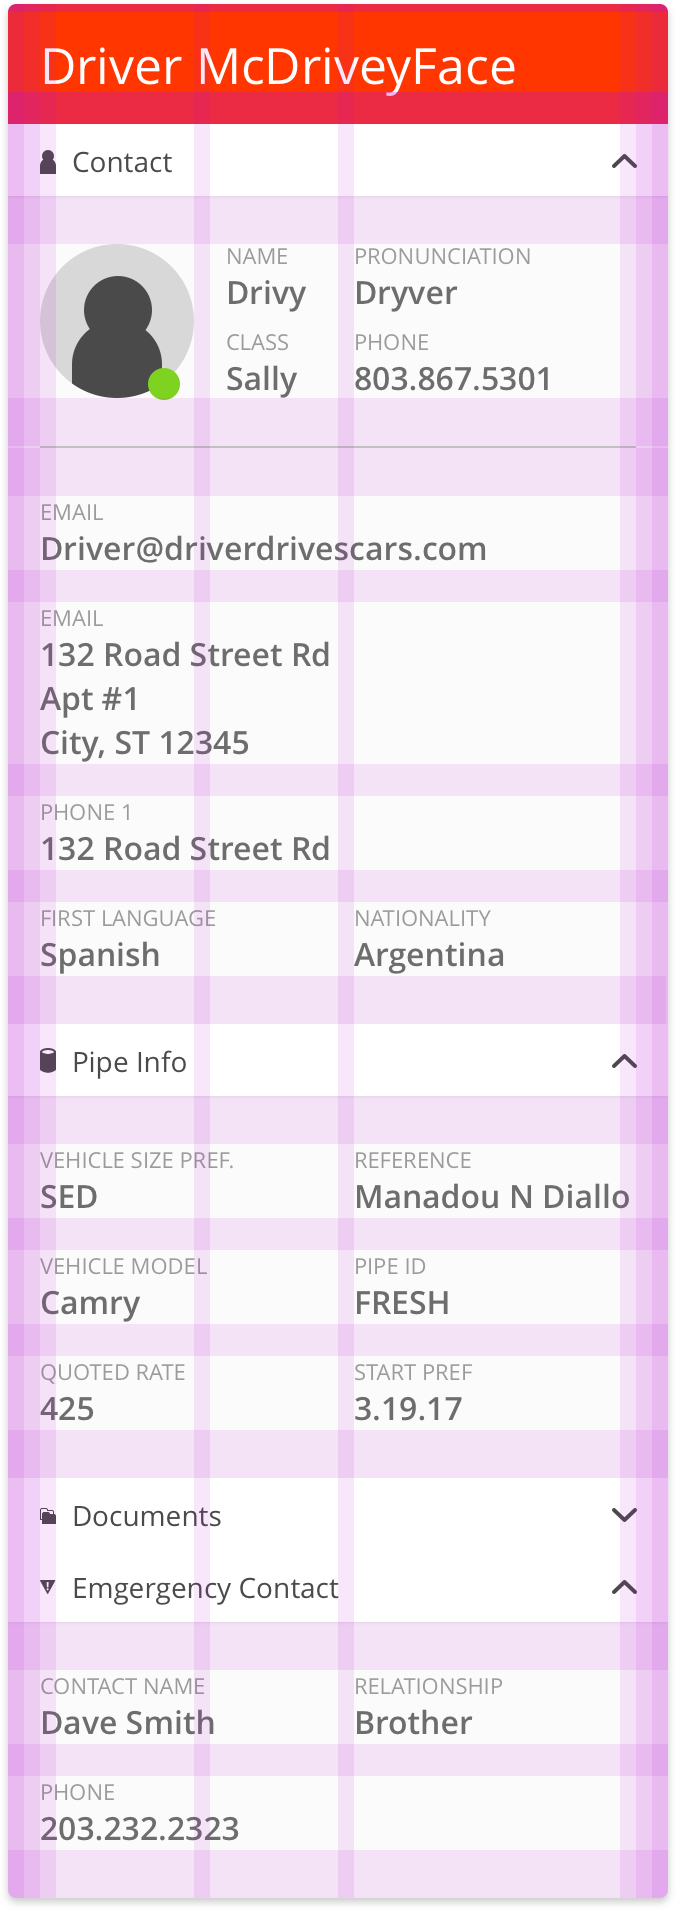 Driver McDriveyFace
Contact
NAME
Drivy
PRONUNCIATION
Dryver
CLASS
Sally
PHONE
803.867.5301
EMAIL
Driver@driverdrivescars.com
EMAIL
132 Road Street Rd
Apt #1
City, ST 12345
PHONE 1
132 Road Street Rd
FIRST LANGUAGE
Spanish
NATIONALITY
Argentina
Pipe Info
VEHICLE SIZE PREF.
SED
REFERENCE
Manadou N Diallo
VEHICLE MODEL
Camry
PIPE ID
FRESH
QUOTED RATE
425
START PREF
3.19.17
Documents
Emgergency Contact
CONTACT NAME
Dave Smith
RELATIONSHIP
Brother
PHONE
203.232.2323